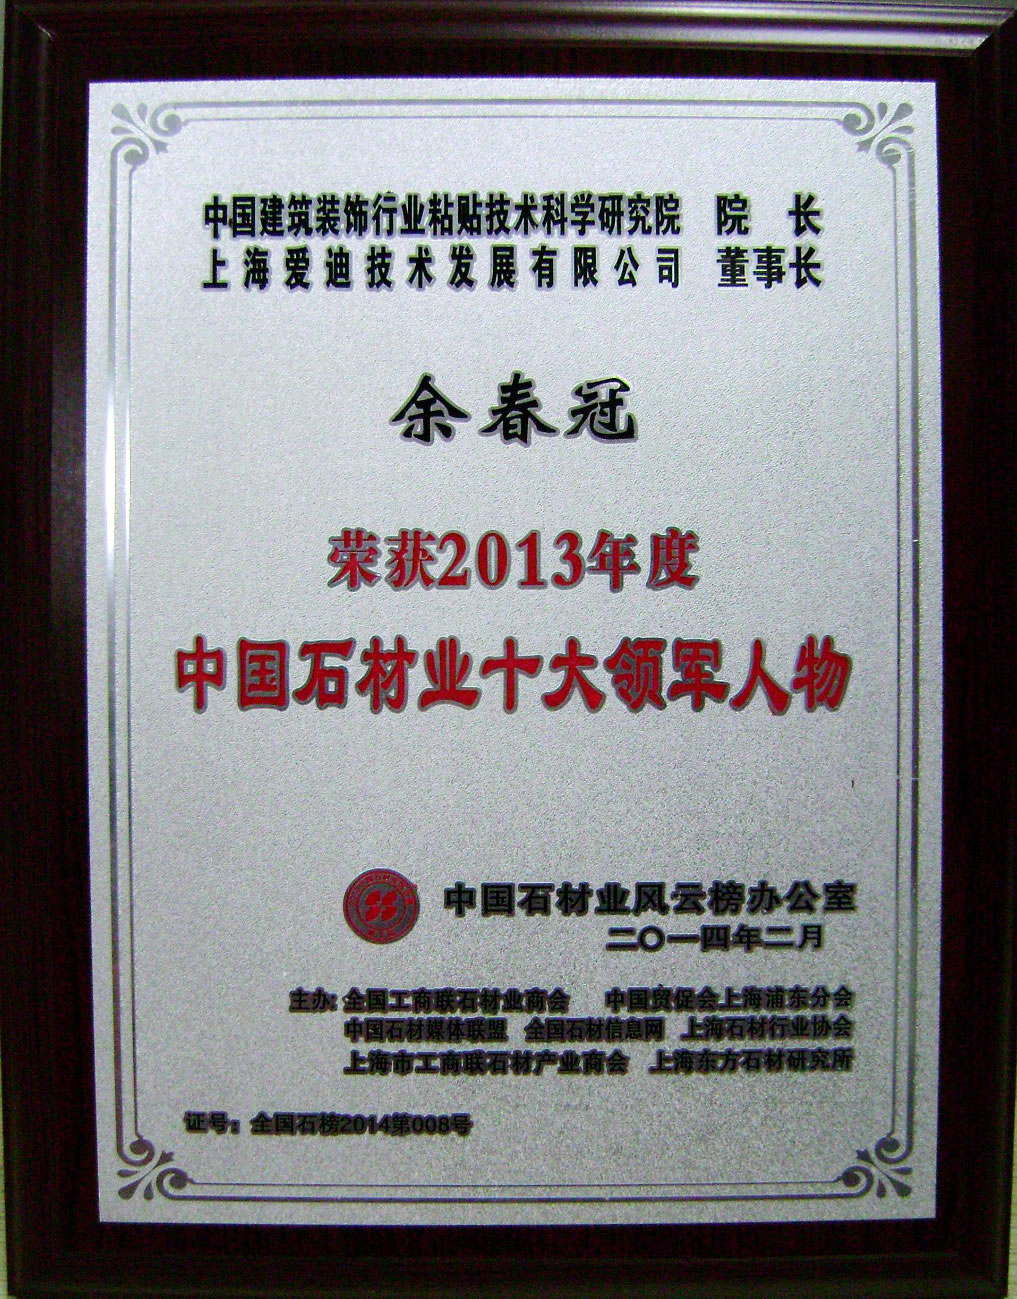 中国建筑装饰行业粘贴技术科学研究院 院 长
上海爱迪技术发展有限公司 董事长
余春冠
荣获2013年度
中国石材业十大领军人物
中国石材业风云榜办公室
二〇一四年二月
主办: 全国工商联石材业商会 中国贸促会上海浦东分会
中国石材媒体联盟 全国石材信息网 上海石材行业协会
上海市工商联石材产业商会 上海东方石材研究所
证号：全国石榜2014第008号